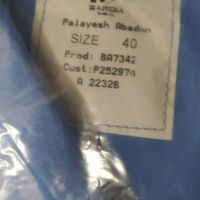 Palayesh Abadan
SIZE 40
Prod: BA7342
Cust:P252974
A 22326